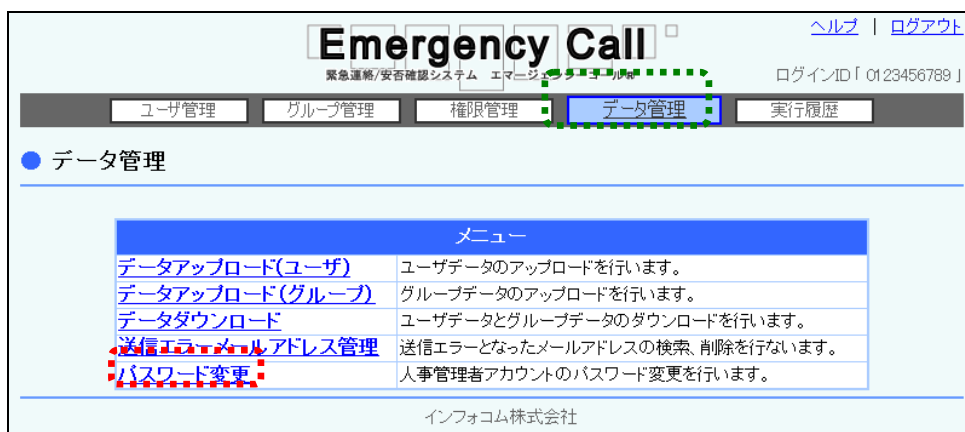 ヘルプ | ログアウト
Emergency Call
緊急連絡/安否確認システム エマージェンシーコール®
ログインID「 0123456789 」
ユーザ管理 グループ管理 権限管理 データ管理 実行履歴
データ管理
メニュー
データアップロード(ユーザ) ユーザデータのアップロードを行います。
データアップロード(グループ) グループデータのアップロードを行います。
データダウンロード ユーザデータとグループデータのダウンロードを行います。
送信エラーメールアドレス管理 送信エラーとなったメールアドレスの検索、削除を行ないます。
パスワード変更 人事管理者アカウントのパスワード変更を行います。
インフォコム株式会社